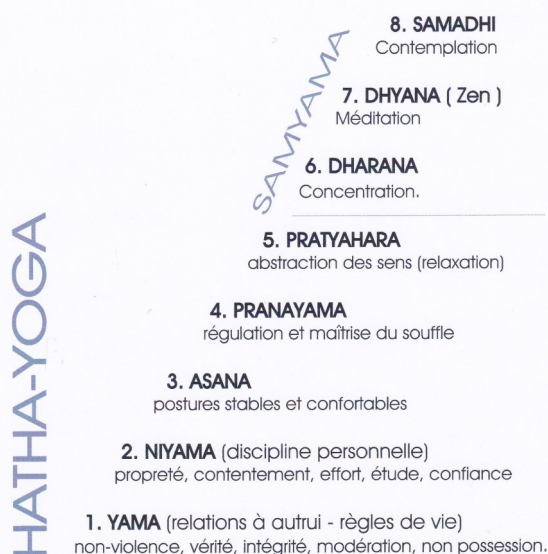 8. SAMADHI
Contemplation
7. DHYANA ( Zen )
Méditation
SAMYAMA
6. DHARANA
Concentration.
5. PRATYAHARA
abstraction des sens (relaxation)
4. PRANAYAMA
régulation et maîtrise du souffle
HATHA-YOGA
3. ASANA
postures stables et confortables
2. NIYAMA (discipline personnelle)
propreté, contentement, effort, étude, confiance
1. YAMA (relations à autrui - règles de vie)
non-violence, vérité, intégrité, modération, non possession.